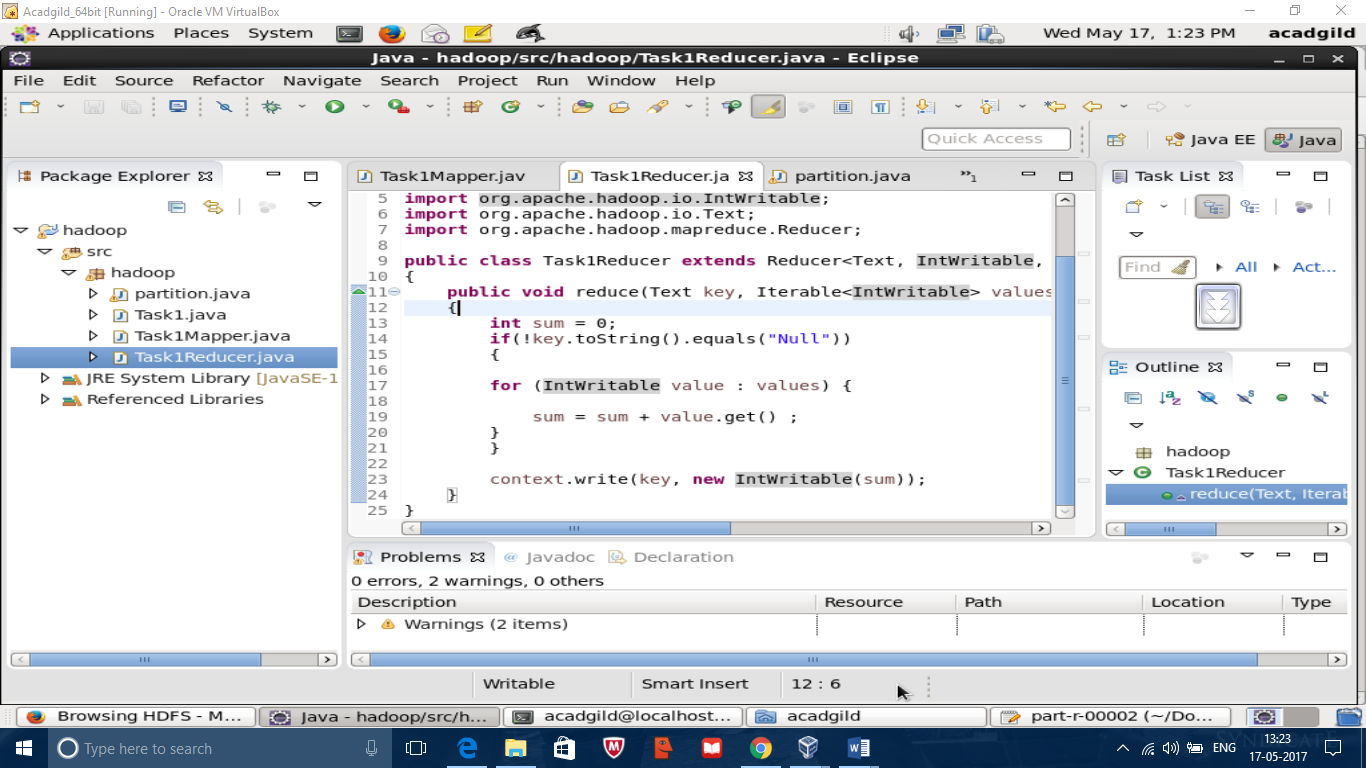 Acadgild_64bit [Running] - Oracle VM VirtualBox
Applications Places System Wed May 17, 1:23 PM acadgild
Java - hadoop/src/hadoop/Task1Reducer.java - Eclipse
File Edit Source Refactor Navigate Search Project Run Window Help
Quick Access Java EE Java
Package Explorer
hadoop
src
hadoop
partition.java
Task1.java
Task1Mapper.java
Task1Reducer.java
JRE System Library [JavaSE-1
Referenced Libraries
Task1Mapper.jav Task1Reducer.ja partition.java »1
5 import org.apache.hadoop.io.IntWritable;
6 import org.apache.hadoop.io.Text;
7 import org.apache.hadoop.mapreduce.Reducer;
8
9 public class Task1Reducer extends Reducer<Text, IntWritable,
10 {
11 public void reduce(Text key, Iterable<IntWritable> values
12 {
13 int sum = 0;
14 if(!key.toString().equals("Null"))
15 {
16
17 for (IntWritable value : values) {
18
19 sum = sum + value.get() ;
20 }
21 }
22
23 context.write(key, new IntWritable(sum));
24 }
25 }
Task List
Find All Act...
Outline
hadoop
Task1Reducer
reduce(Text, Iterab
Problems Javadoc Declaration
0 errors, 2 warnings, 0 others
Description Resource Path Location Type
Warnings (2 items)
Writable Smart Insert 12 : 6
Browsing HDFS - M... Java - hadoop/src/h... acadgild@localhost... acadgild part-r-00002 (~/Do...
Type here to search ENG 13:23
17-05-2017